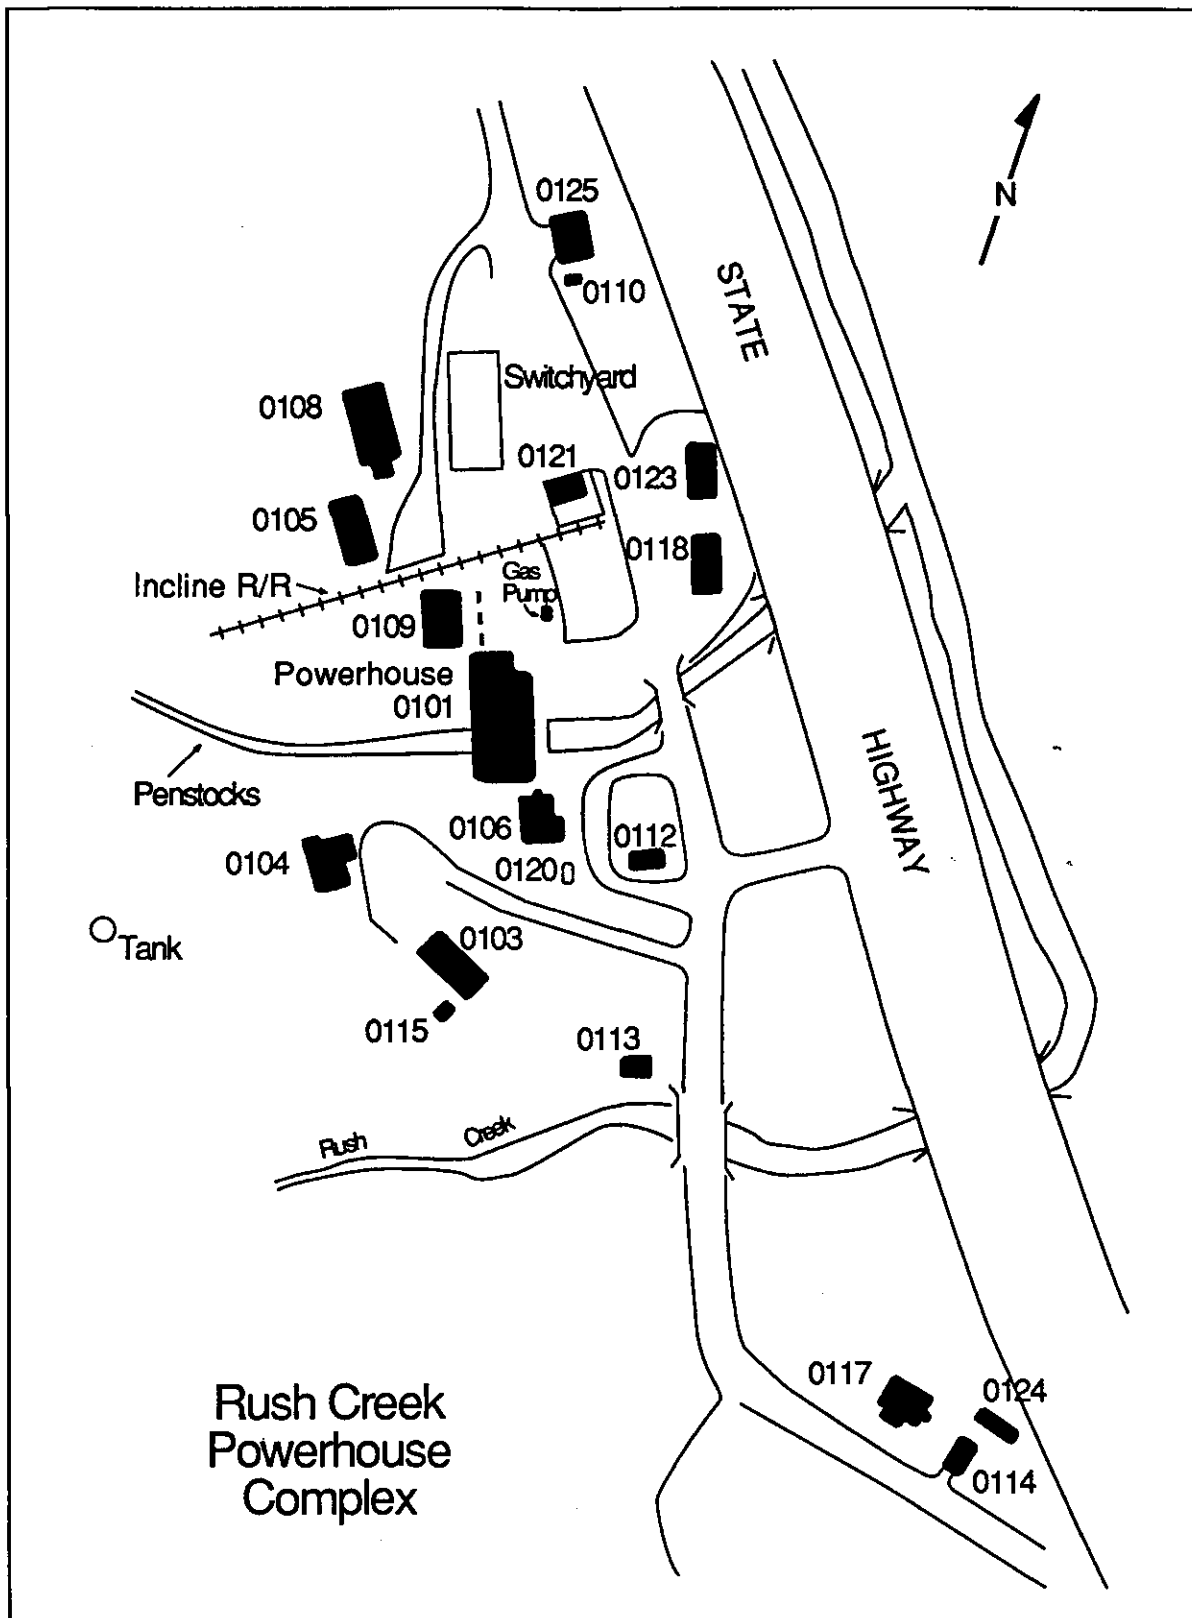 0125
N
0110
STATE
Switchyard
0108
0121
0123
0105
0118
Gas
Pump
Incline R/R
0109
Powerhouse
0101
HIGHWAY
Penstocks
0106
0112
0104
0120
Tank
0103
0115
0113
Rush Creek
0117
0124
0114
Rush Creek
Powerhouse
Complex